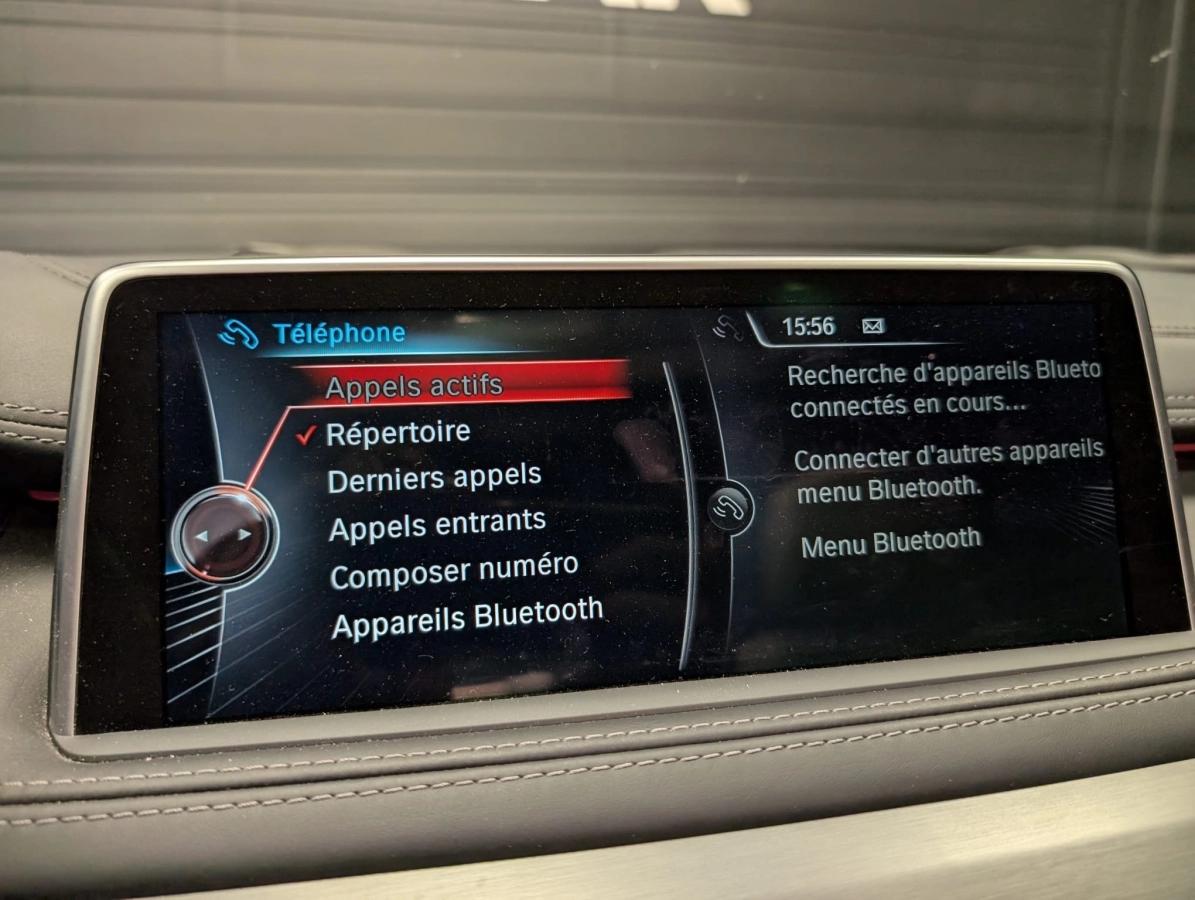 Téléphone
Appels actifs
Répertoire
Derniers appels
Appels entrants
Composer numéro
Appareils Bluetooth
15:56
Recherche d'appareils Blueto
connectés en cours...
Connecter d'autres appareils
menu Bluetooth.
Menu Bluetooth